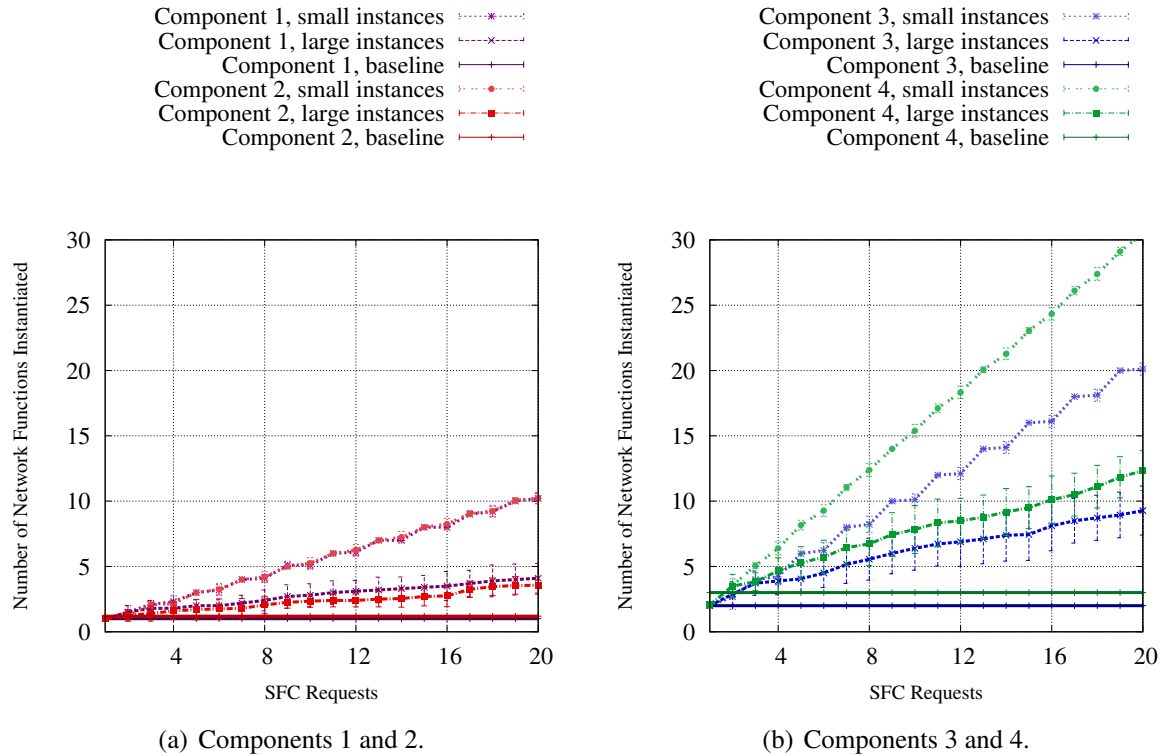 Component 1, small instances
Component 1, large instances
Component 1, baseline
Component 2, small instances
Component 2, large instances
Component 2, baseline
30
25
20
15
10
5
0
4
8
12
16
20
Number of Network Functions Instantiated
SFC Requests
(a) Components 1 and 2.
Component 3, small instances
Component 3, large instances
Component 3, baseline
Component 4, small instances
Component 4, large instances
Component 4, baseline
30
25
20
15
10
5
0
4
8
12
16
20
Number of Network Functions Instantiated
SFC Requests
(b) Components 3 and 4.